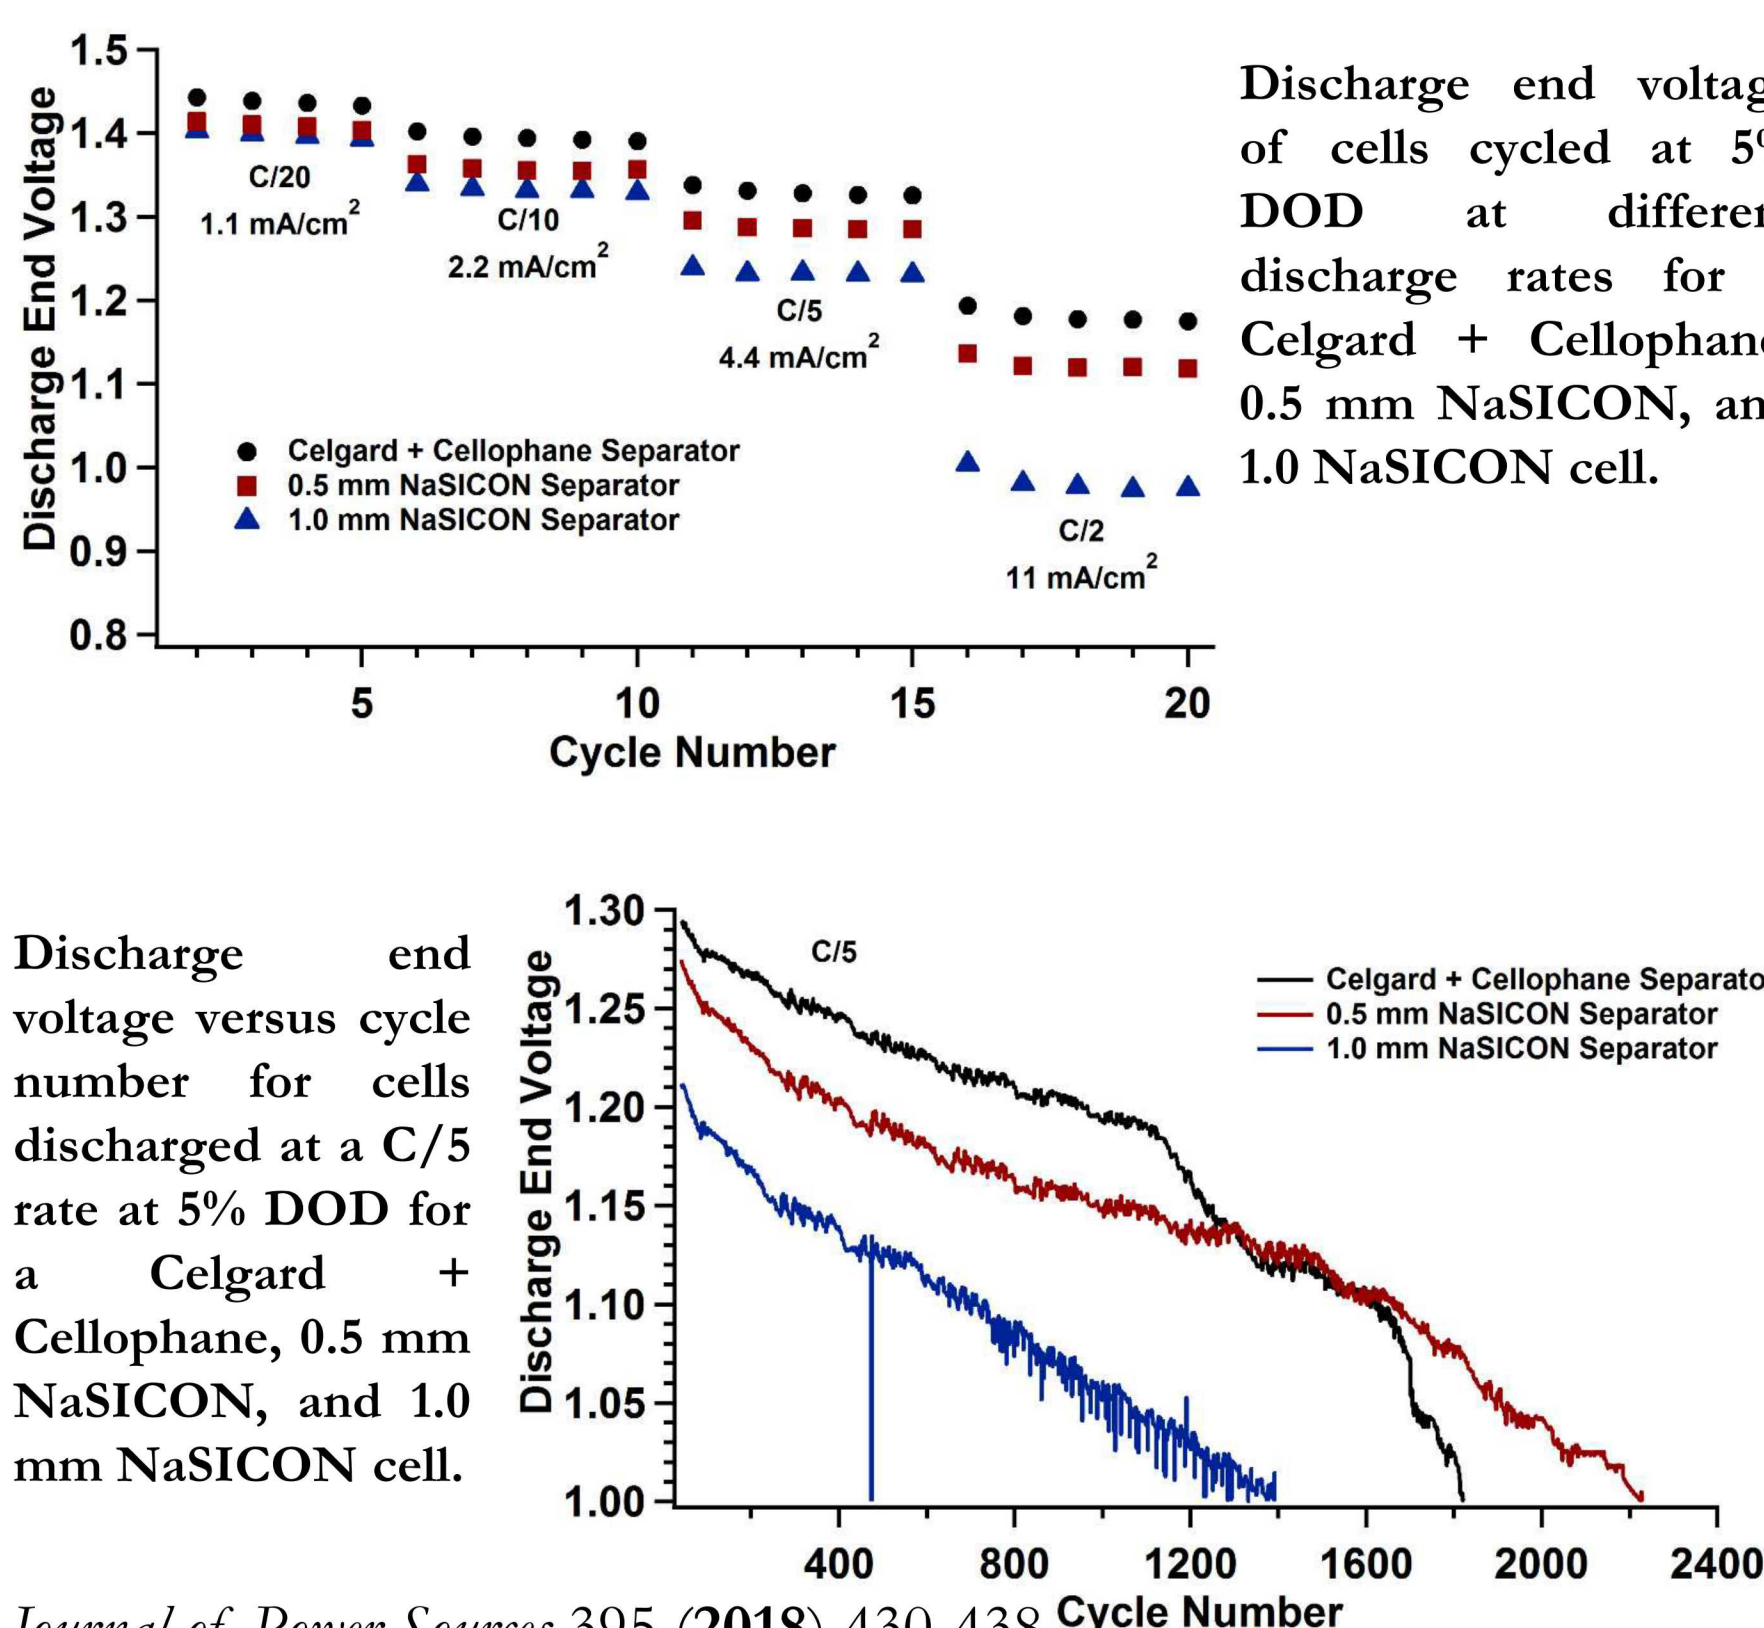 1.5
1.4
1.3
1.2
1.1
1.0
0.9
0.8
Discharge End Voltage
C/20
1.1 mA/cm²
C/10
2.2 mA/cm²
C/5
4.4 mA/cm²
C/2
11 mA/cm²
Celgard + Cellophane Separator
0.5 mm NaSICON Separator
1.0 mm NaSICON Separator
5 10 15 20
Cycle Number
Discharge end voltag
of cells cycled at 5%
DOD at differen
discharge rates for
Celgard + Cellophane
0.5 mm NaSICON, an
1.0 NaSICON cell.
Discharge end
voltage versus cycle
number for cells
discharged at a C/5
rate at 5% DOD for
a Celgard +
Cellophane, 0.5 mm
NaSICON, and 1.0
mm NaSICON cell.
1.30
1.25
1.20
1.15
1.10
1.05
1.00
Discharge End Voltage
C/5
Celgard + Cellophane Separato
0.5 mm NaSICON Separator
1.0 mm NaSICON Separator
400 800 1200 1600 2000 2400
Cycle Number
Journal of Power Sources 395 (2018) 430-438